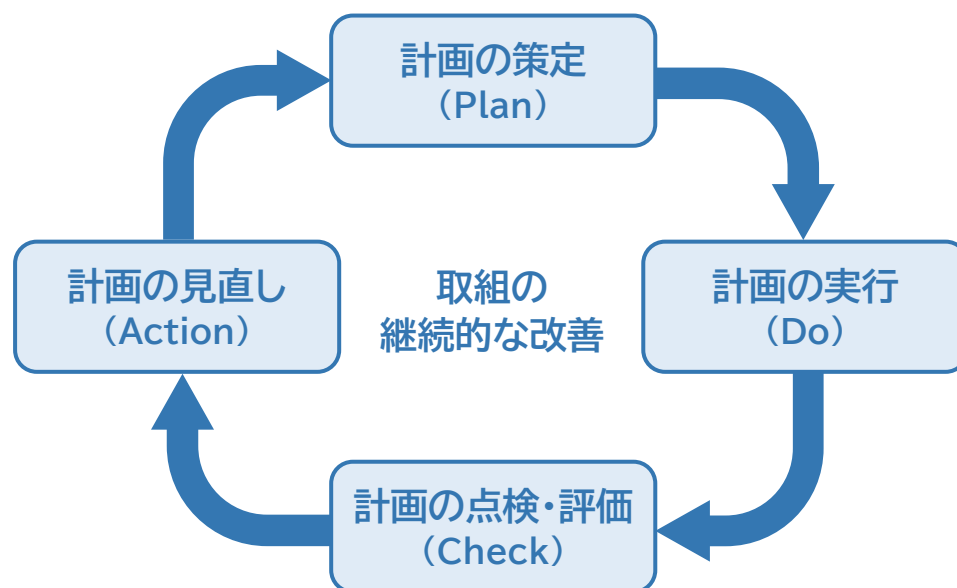 計画の策定
（Plan）
計画の見直し
（Action）
取組の
継続的な改善
計画の実行
（Do）
計画の点検・評価
（Check）